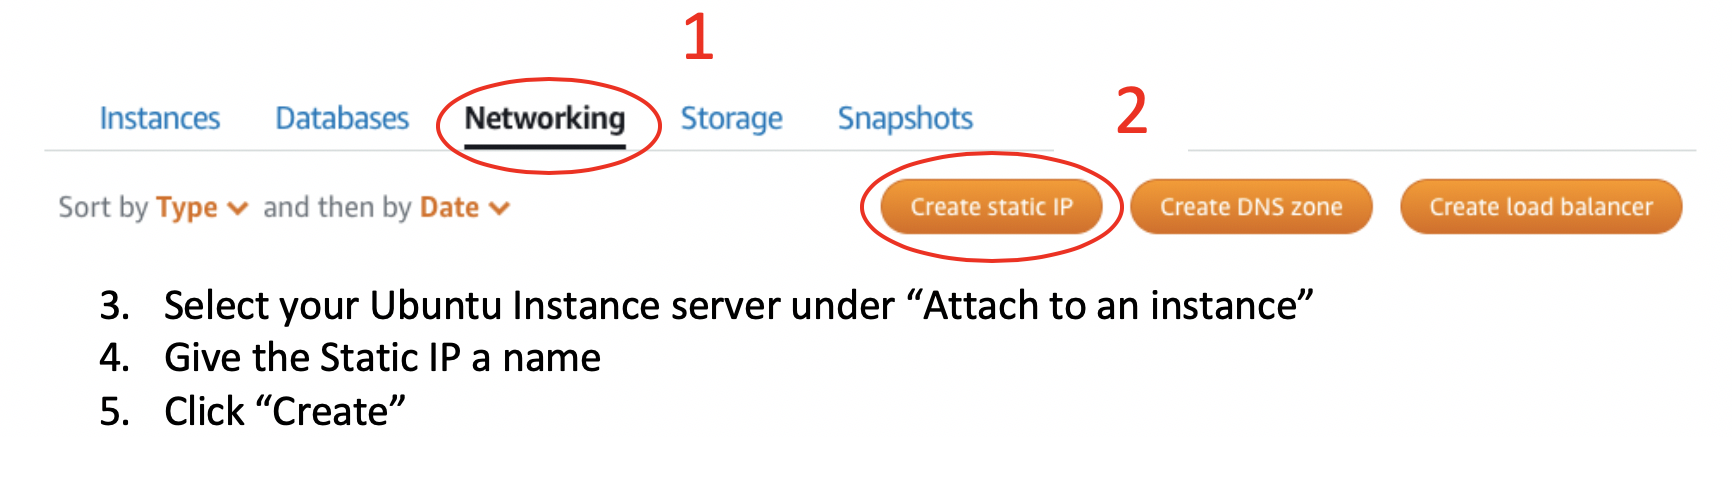 1
Instances Databases Networking Storage Snapshots
2
Sort by Type and then by Date Create static IP Create DNS zone Create load balancer
3. Select your Ubuntu Instance server under “Attach to an instance”
4. Give the Static IP a name
5. Click “Create”